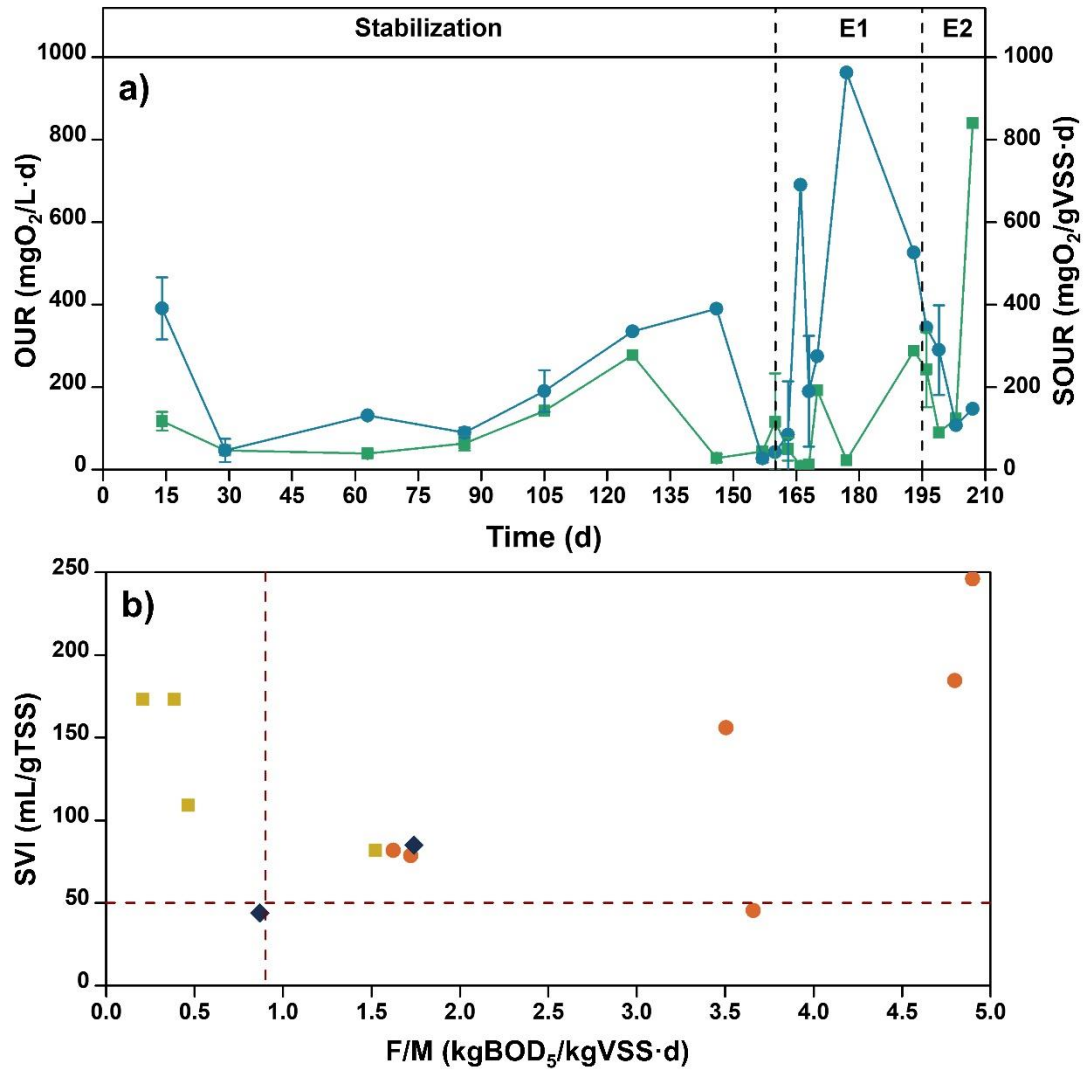 Stabilization E1 E2
a)
OUR (mgO₂/L·d)
1000
800
600
400
200
0
SOUR (mgO₂/gVSS·d)
1000
800
600
400
200
0
0 15 30 45 60 75 90 105 120 135 150 165 180 195 210
Time (d)
b)
SVI (mL/gTSS)
250
200
150
100
50
0
0.0 0.5 1.0 1.5 2.0 2.5 3.0 3.5 4.0 4.5 5.0
F/M (kgBOD₅/kgVSS·d)